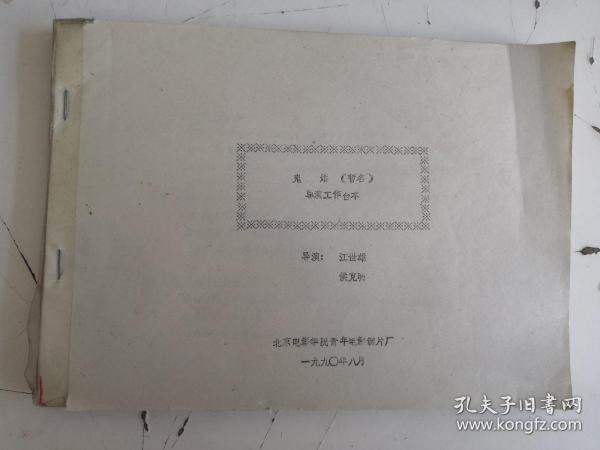 鬼 （暂名）
导演工作台本
导演： 江世雄
侯克明
北京电影学院青年电影制片厂
一九九〇年八月
孔夫子旧书网
www.kongfz.com